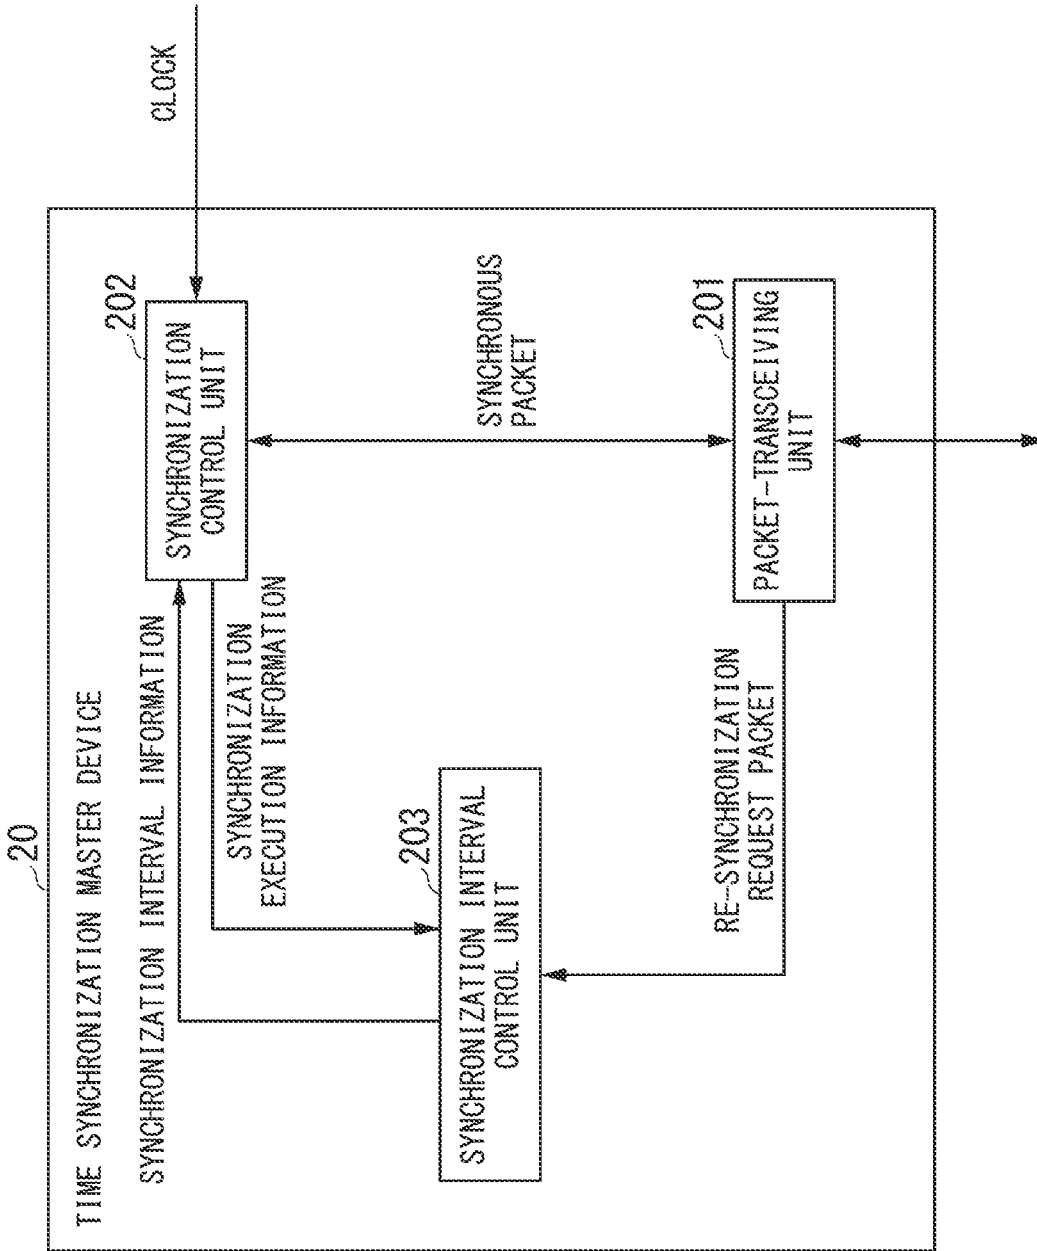 20
TIME SYNCHRONIZATION MASTER DEVICE
SYNCHRONIZATION INTERVAL INFORMATION
SYNCHRONIZATION
EXECUTION INFORMATION
202
SYNCHRONIZATION
CONTROL UNIT
CLOCK
203
SYNCHRONIZATION INTERVAL
CONTROL UNIT
SYNCHRONOUS
PACKET
RE-SYNCHRONIZATION
REQUEST PACKET
201
PACKET-TRANSCEIVING
UNIT